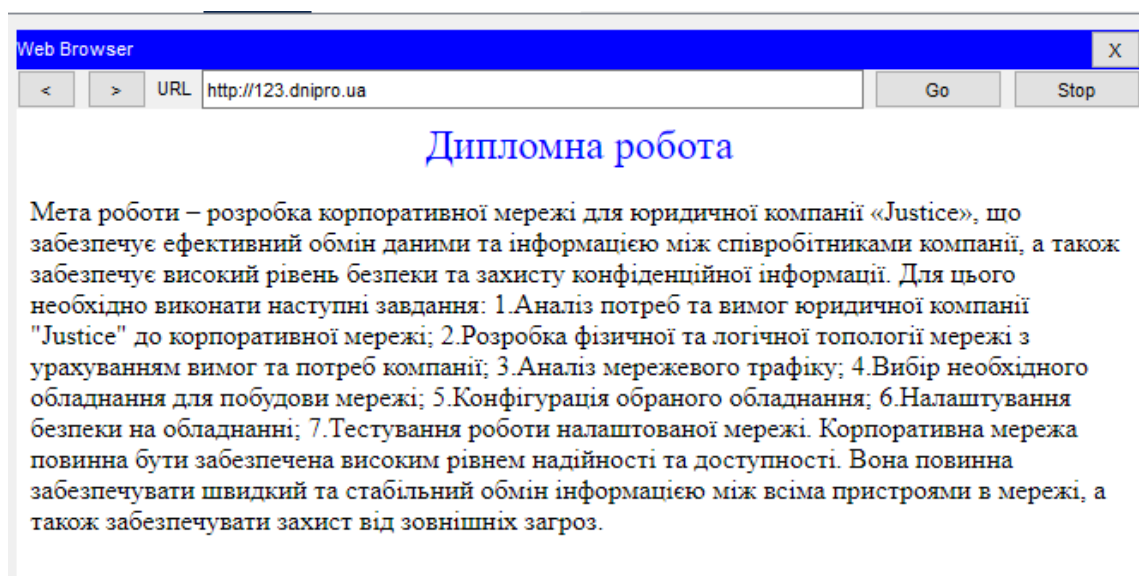 Web Browser X
< > URL http://123.dnipro.ua Go Stop
Дипломна робота
Мета роботи – розробка корпоративної мережі для юридичної компанії «Justice», що
забезпечує ефективний обмін даними та інформацією між співробітниками компанії, а також
забезпечує високий рівень безпеки та захисту конфіденційної інформації. Для цього
необхідно виконати наступні завдання: 1.Аналіз потреб та вимог юридичної компанії
"Justice" до корпоративної мережі; 2.Розробка фізичної та логічної топології мережі з
урахуванням вимог та потреб компанії; 3.Аналіз мережевого трафіку; 4.Вибір необхідного
обладнання для побудови мережі; 5.Конфігурація обраного обладнання; 6.Налаштування
безпеки на обладнанні; 7.Тестування роботи налаштованої мережі. Корпоративна мережа
повинна бути забезпечена високим рівнем надійності та доступності. Вона повинна
забезпечувати швидкий та стабільний обмін інформацією між всіма пристроями в мережі, а
також забезпечувати захист від зовнішніх загроз.